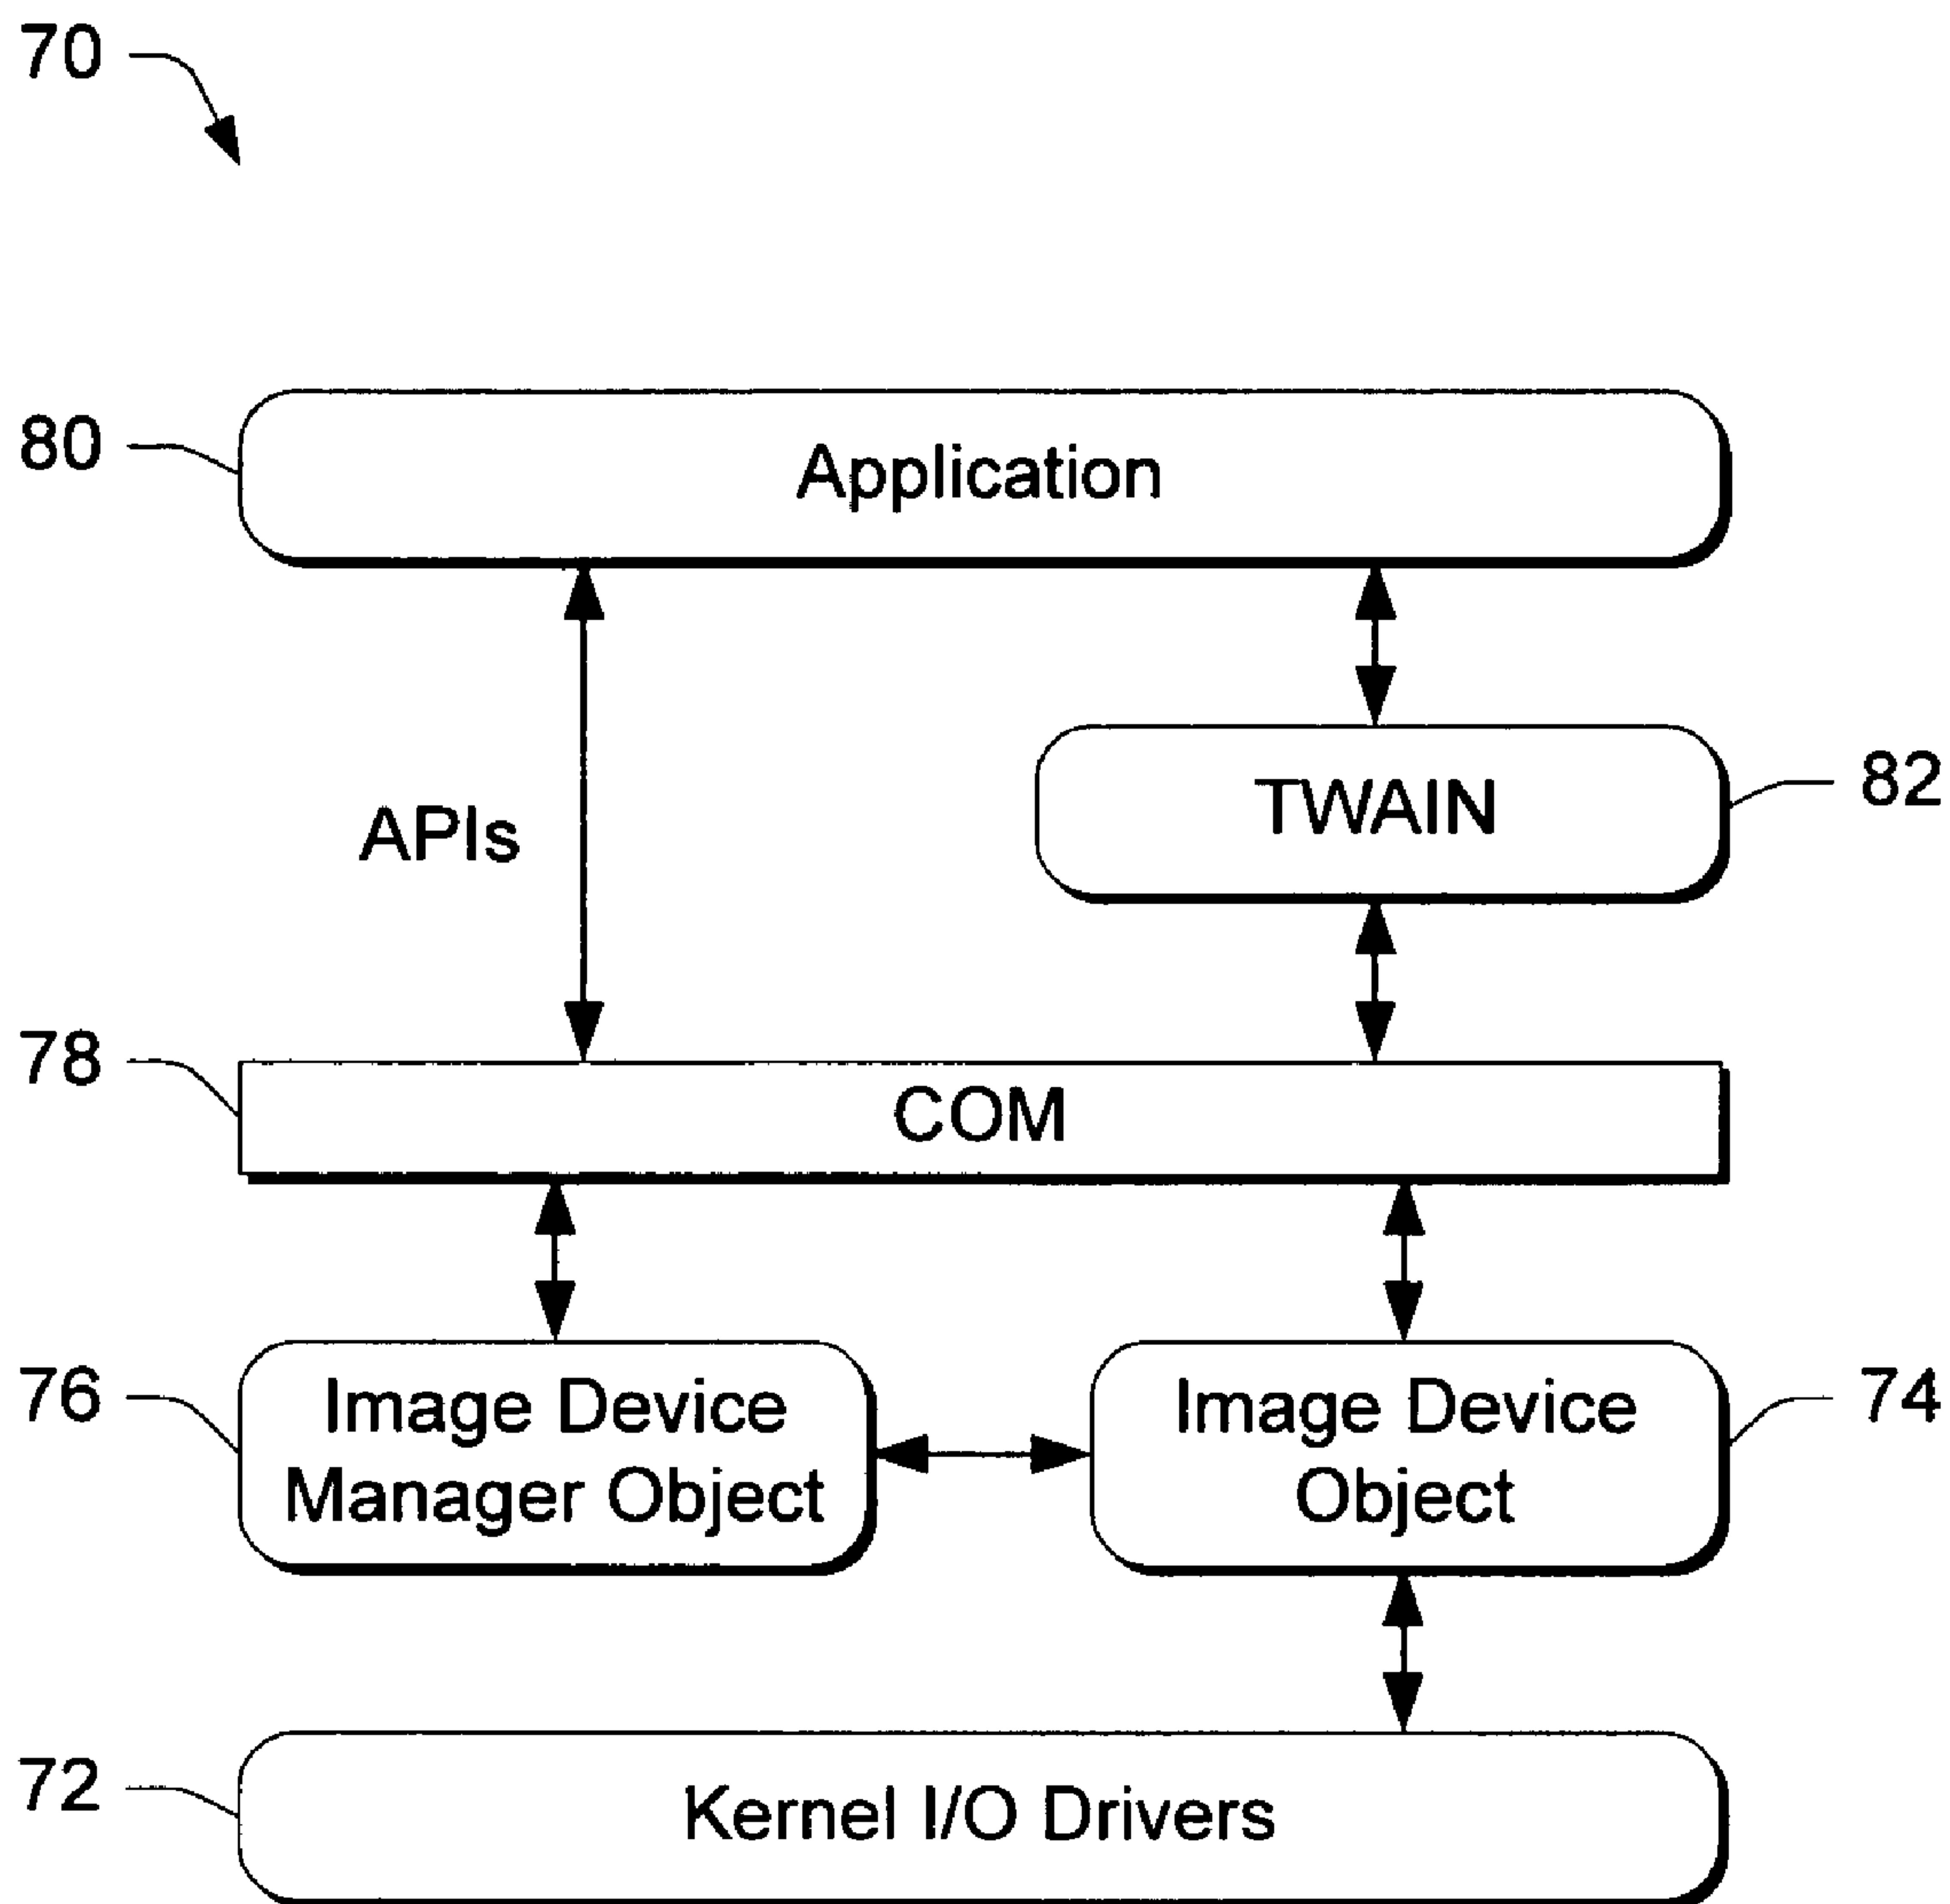 70
80
Application
TWAIN
82
APIs
78
COM
76
Image Device
Manager Object
Image Device
Object
74
72
Kernel I/O Drivers